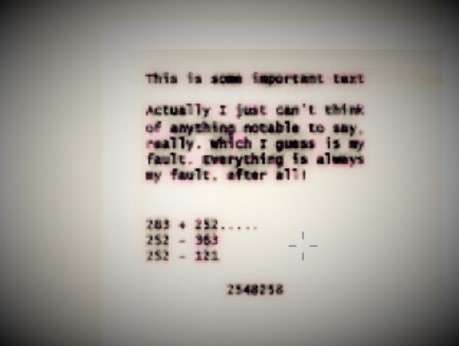 This is some important text
Actually I just can't think
of anything notable to say,
really. Which I guess is my
fault. Everything is always
my fault, after all!
283 + 252.....
252 - 363
252 - 121
2548258